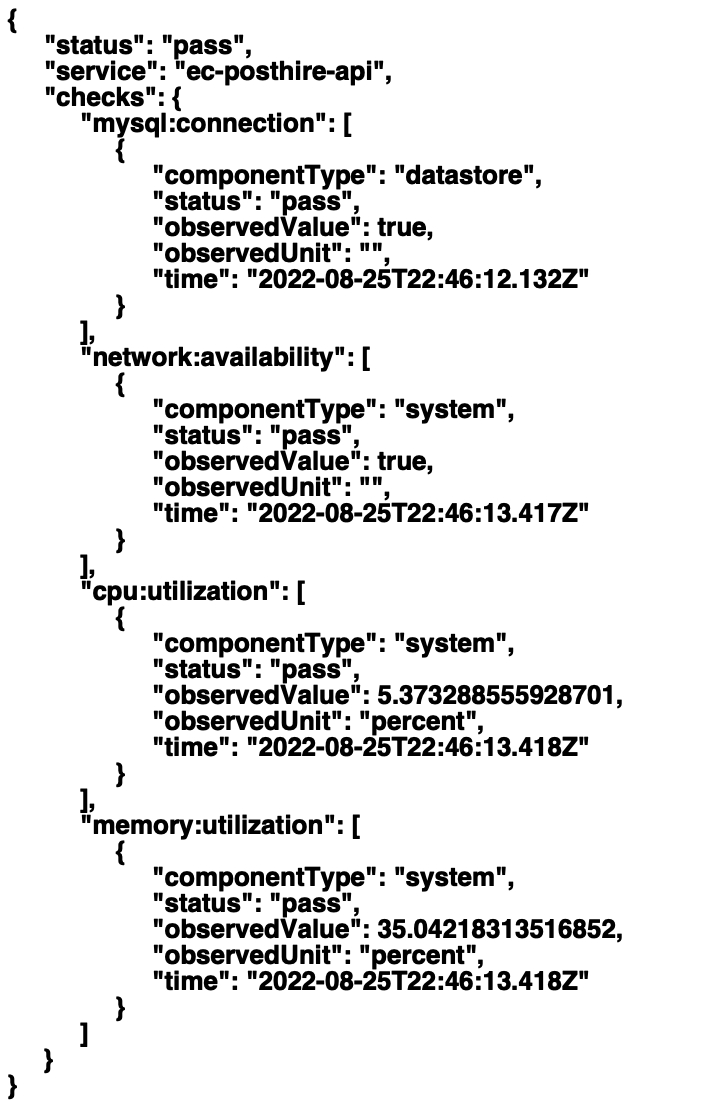 {
"status": "pass",
"service": "ec-posthire-api",
"checks": {
"mysql:connection": [
{
"componentType": "datastore",
"status": "pass",
"observedValue": true,
"observedUnit": "",
"time": "2022-08-25T22:46:12.132Z"
}
],
"network:availability": [
{
"componentType": "system",
"status": "pass",
"observedValue": true,
"observedUnit": "",
"time": "2022-08-25T22:46:13.417Z"
}
],
"cpu:utilization": [
{
"componentType": "system",
"status": "pass",
"observedValue": 5.373288555928701,
"observedUnit": "percent",
"time": "2022-08-25T22:46:13.418Z"
}
],
"memory:utilization": [
{
"componentType": "system",
"status": "pass",
"observedValue": 35.04218313516852,
"observedUnit": "percent",
"time": "2022-08-25T22:46:13.418Z"
}
]
}
}